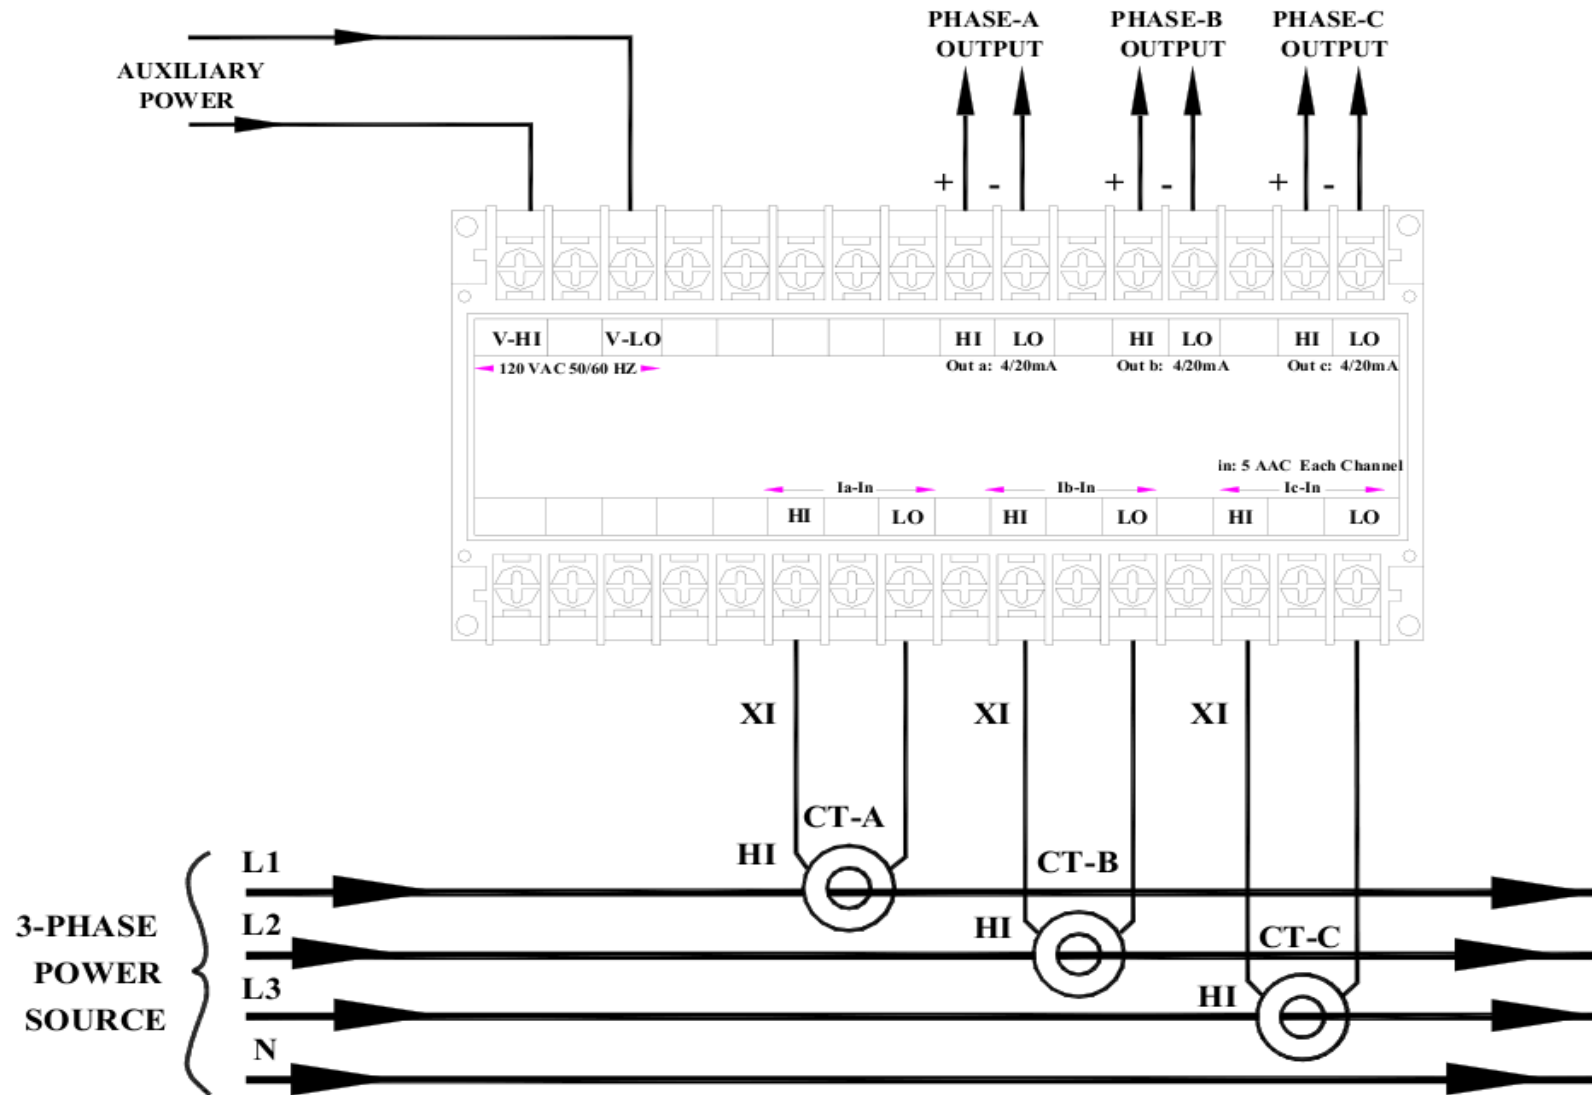 PHASE-A
OUTPUT
PHASE-B
OUTPUT
PHASE-C
OUTPUT
AUXILIARY
POWER
+ - + - + -
V-HI V-LO HI LO HI LO HI LO
120 VAC 50/60 HZ Out a: 4/20mA Out b: 4/20mA Out c: 4/20mA
in: 5 AAC Each Channel
Ia-In Ib-In Ic-In
HI LO HI LO HI LO
XI XI XI
CT-A
HI
CT-B
HI
CT-C
HI
3-PHASE
POWER
SOURCE
L1
L2
L3
N